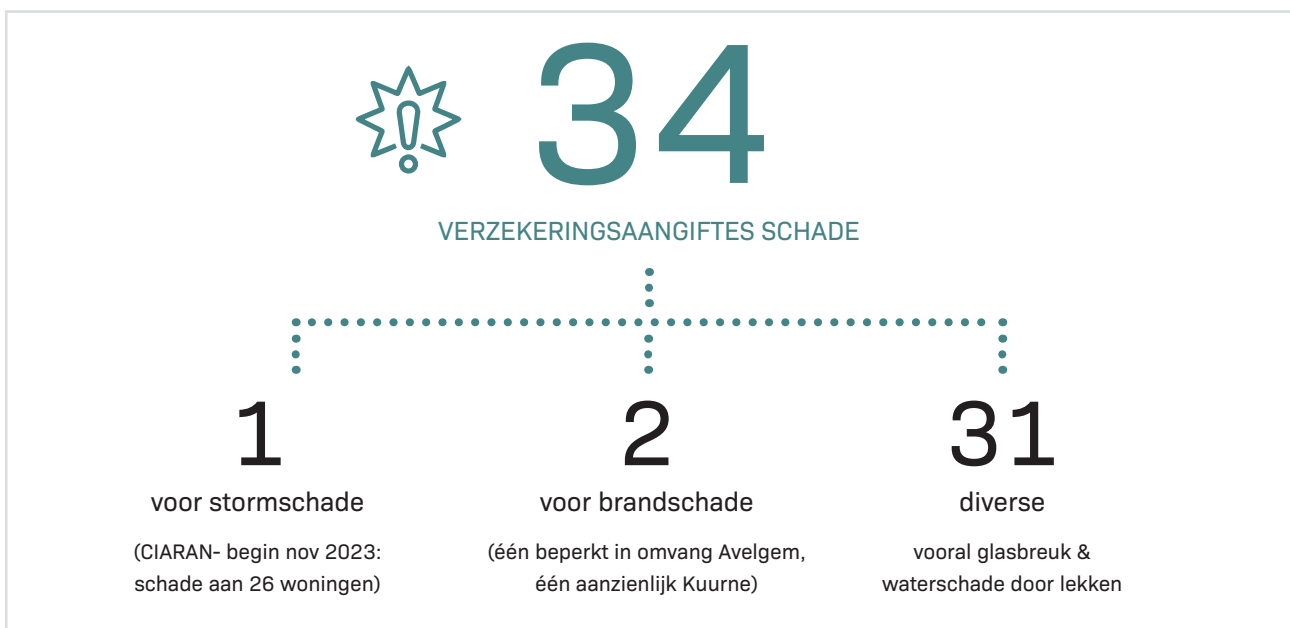 34
VERZEKERINGSAANGIFTES SCHADE
1
voor stormschade
(CIARAN- begin nov 2023:
schade aan 26 woningen)
2
voor brandschade
(één beperkt in omvang Avelgem,
één aanzienlijk Kuurne)
31
diverse
vooral glasbreuk &
waterschade door lekken